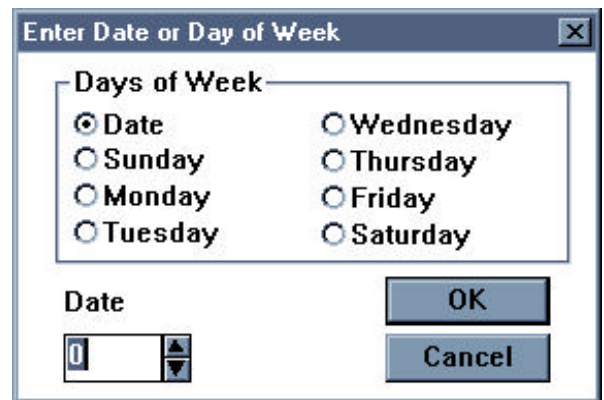 Enter Date or Day of Week
Days of Week
Date
Wednesday
Sunday
Thursday
Monday
Friday
Tuesday
Saturday
Date
OK
0
Cancel